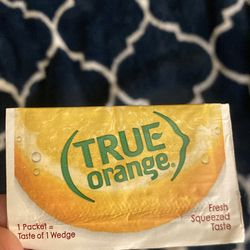 TRUE
orange®
1 Packet =
Taste of 1 Wedge
Fresh
Squeezed
Taste